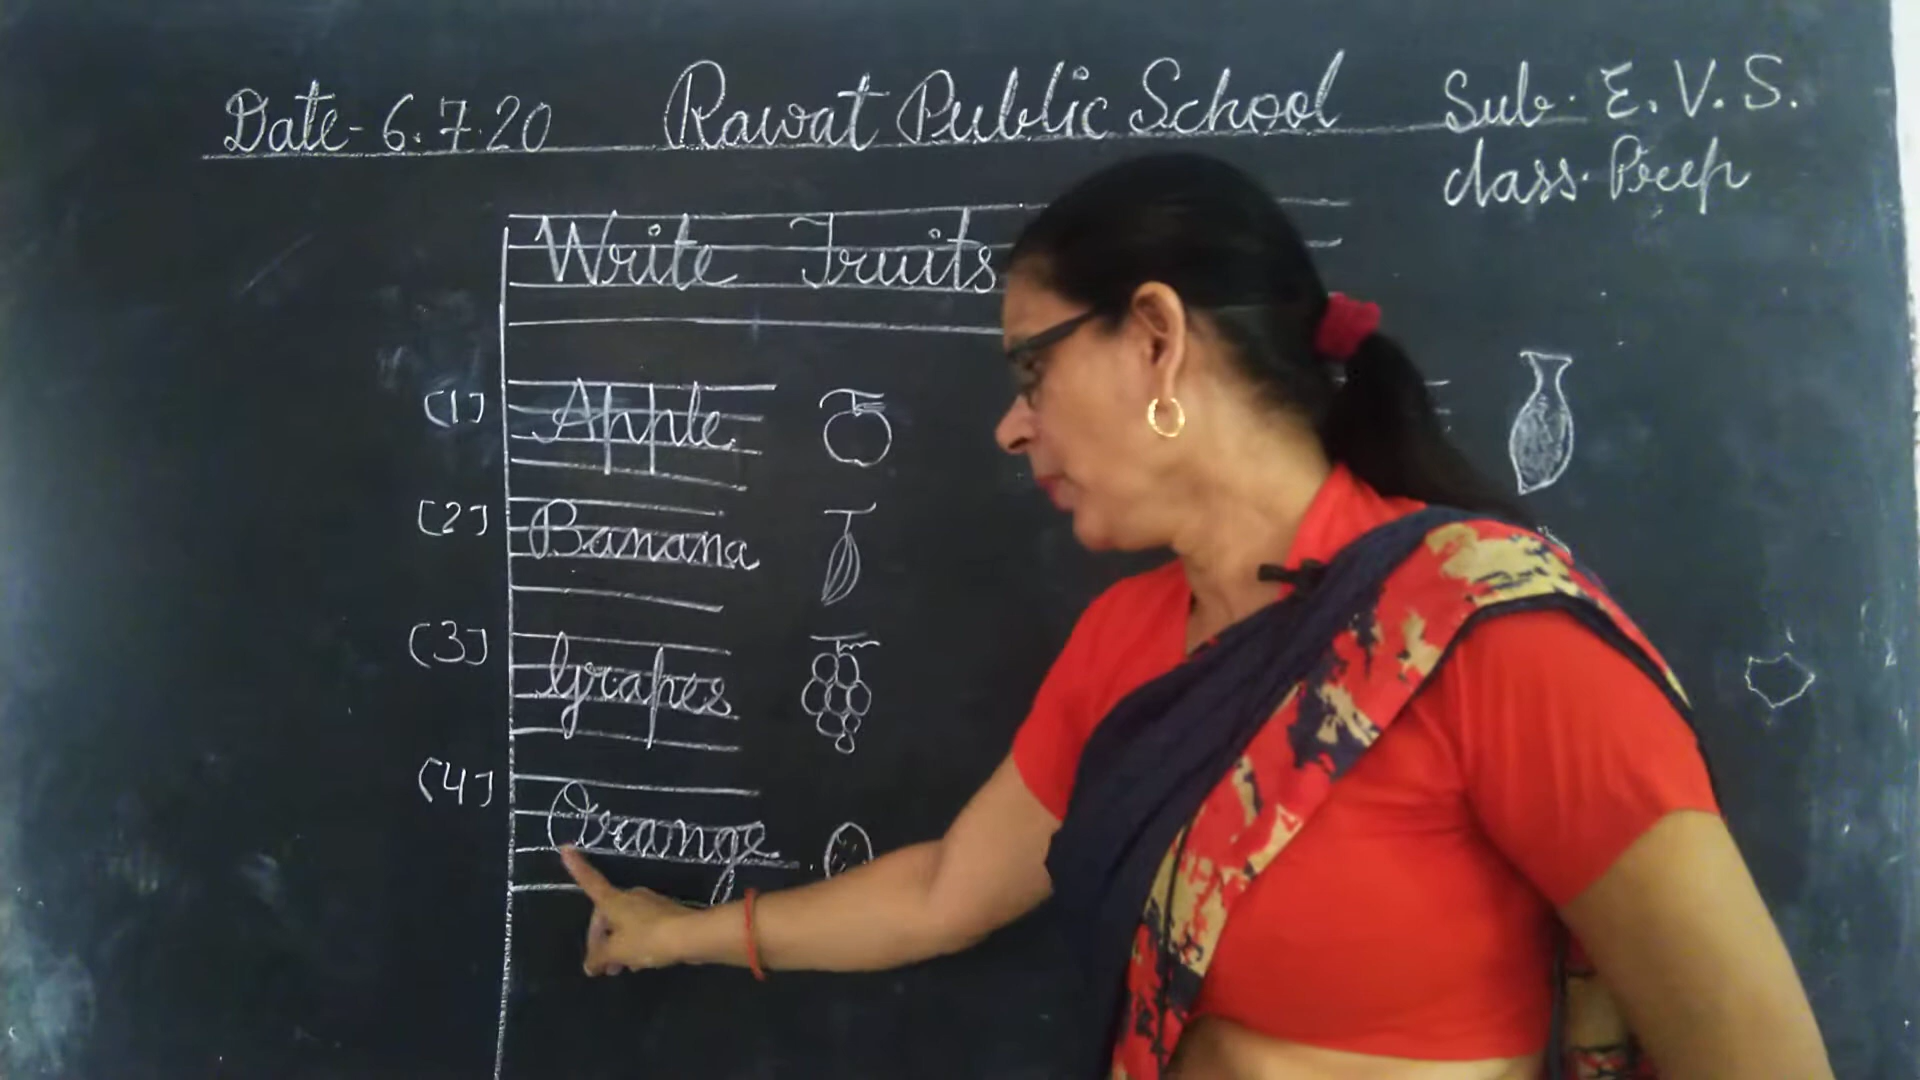 Date - 6.7.20 Rawat Public School Sub. E.V.S.
class. Prep
Write Fruits
(1) Apple
(2) Banana
(3) Grapes
(4) Orange